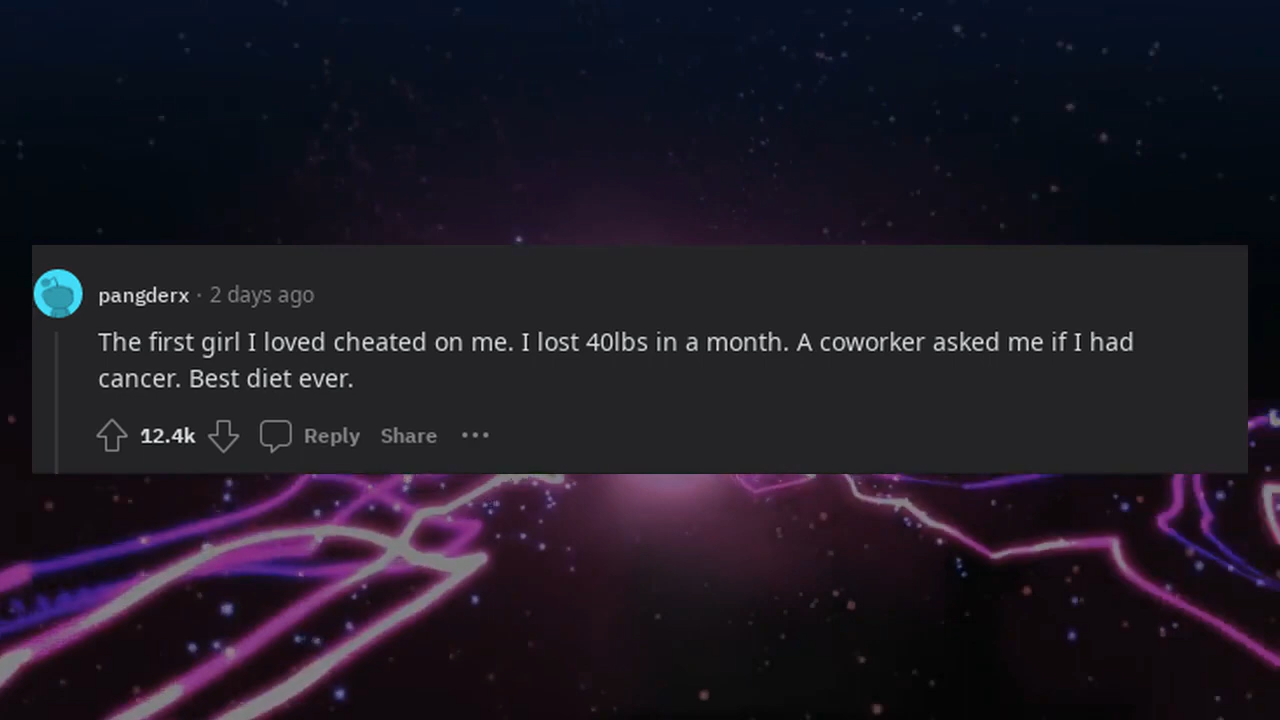 pangderx · 2 days ago
The first girl I loved cheated on me. I lost 40lbs in a month. A coworker asked me if I had
cancer. Best diet ever.
12.4k Reply Share ···